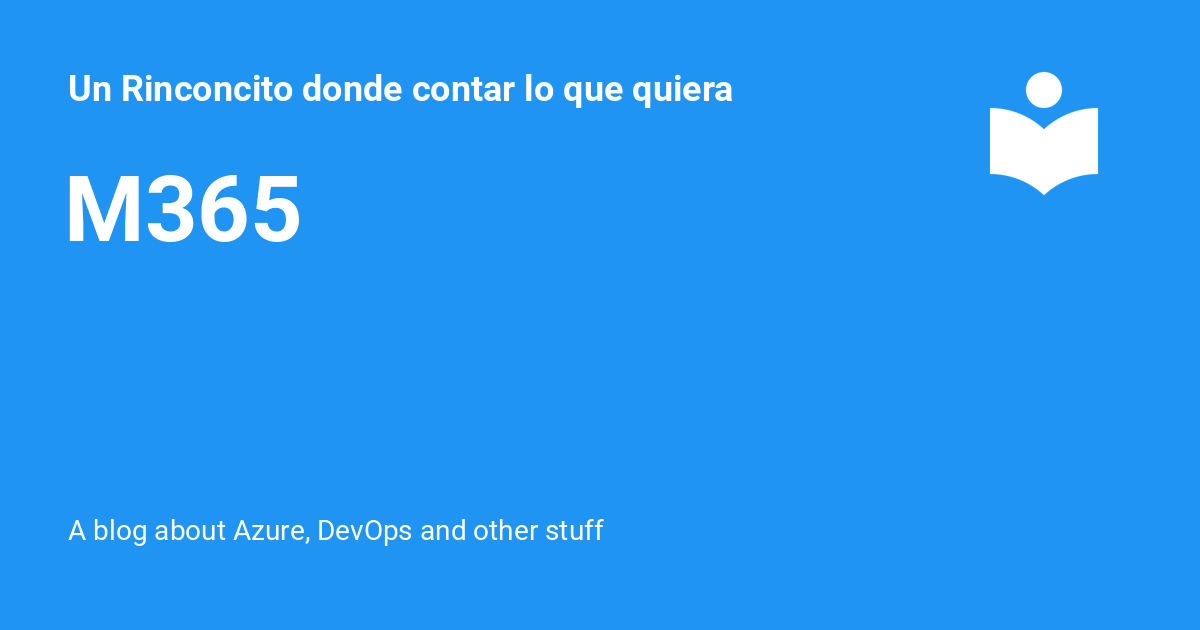 Un Rinconcito donde contar lo que quiera
M365
A blog about Azure, DevOps and other stuff